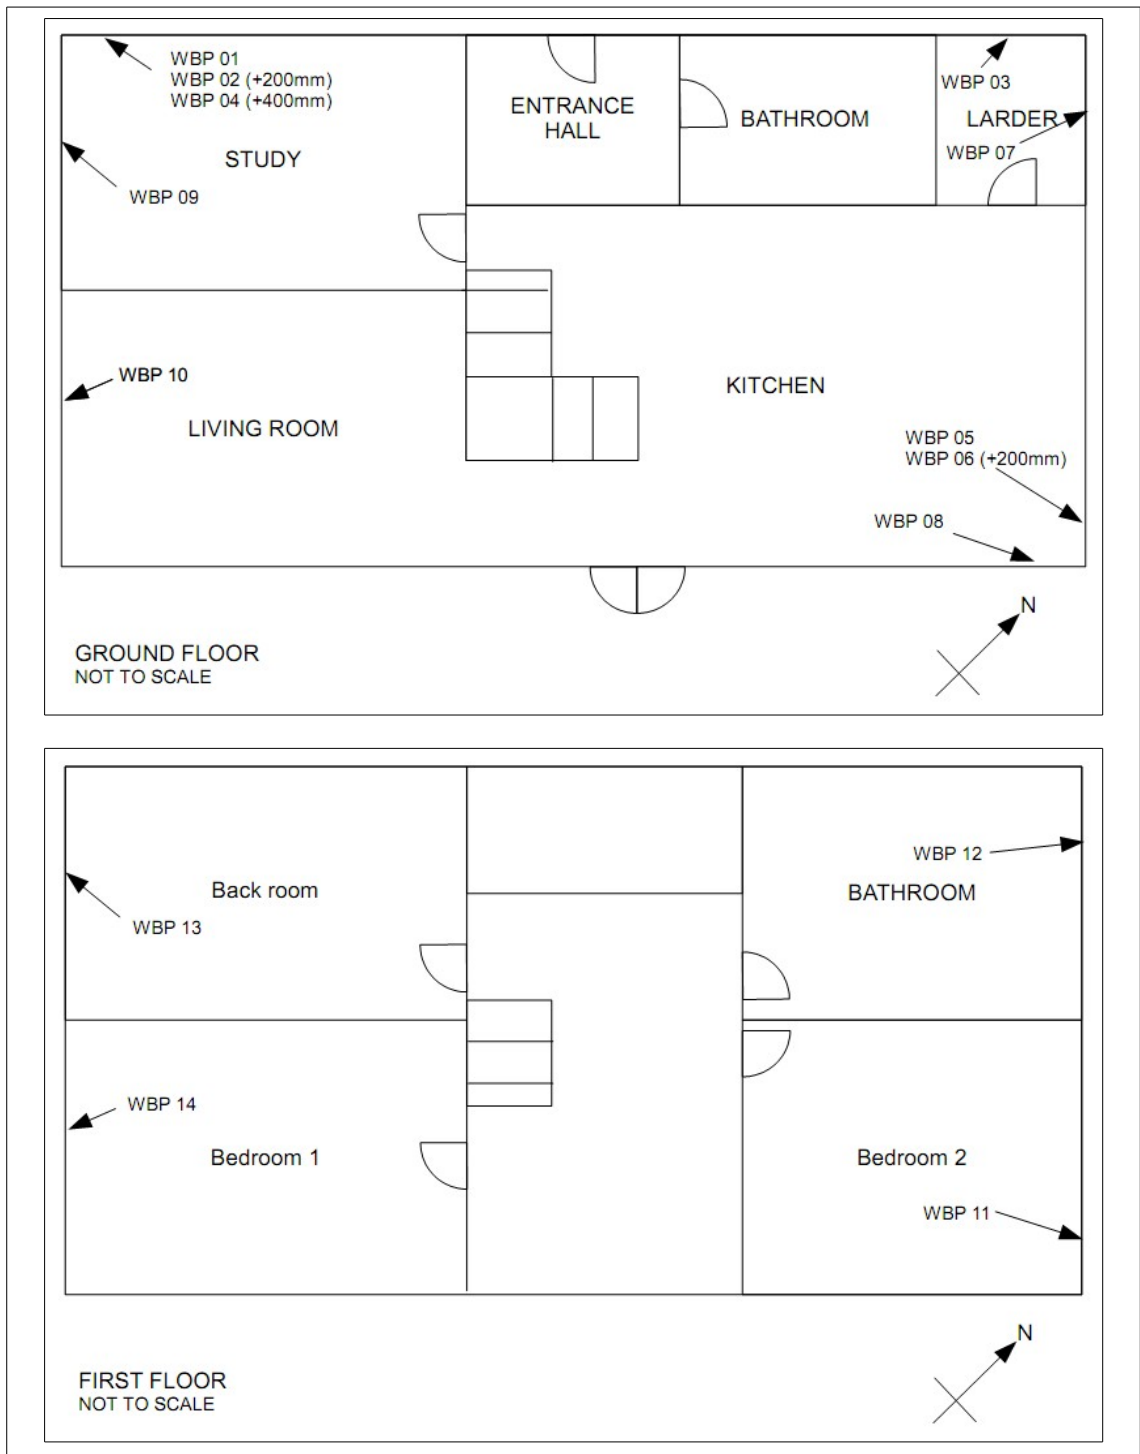 WBP 01
WBP 02 (+200mm)
WBP 04 (+400mm)
WBP 03
ENTRANCE
HALL
BATHROOM
LARDER
STUDY
WBP 07
WBP 09
WBP 10
KITCHEN
LIVING ROOM
WBP 05
WBP 06 (+200mm)
WBP 08
N
GROUND FLOOR
NOT TO SCALE
WBP 12
Back room
BATHROOM
WBP 13
WBP 14
Bedroom 1
Bedroom 2
WBP 11
N
FIRST FLOOR
NOT TO SCALE